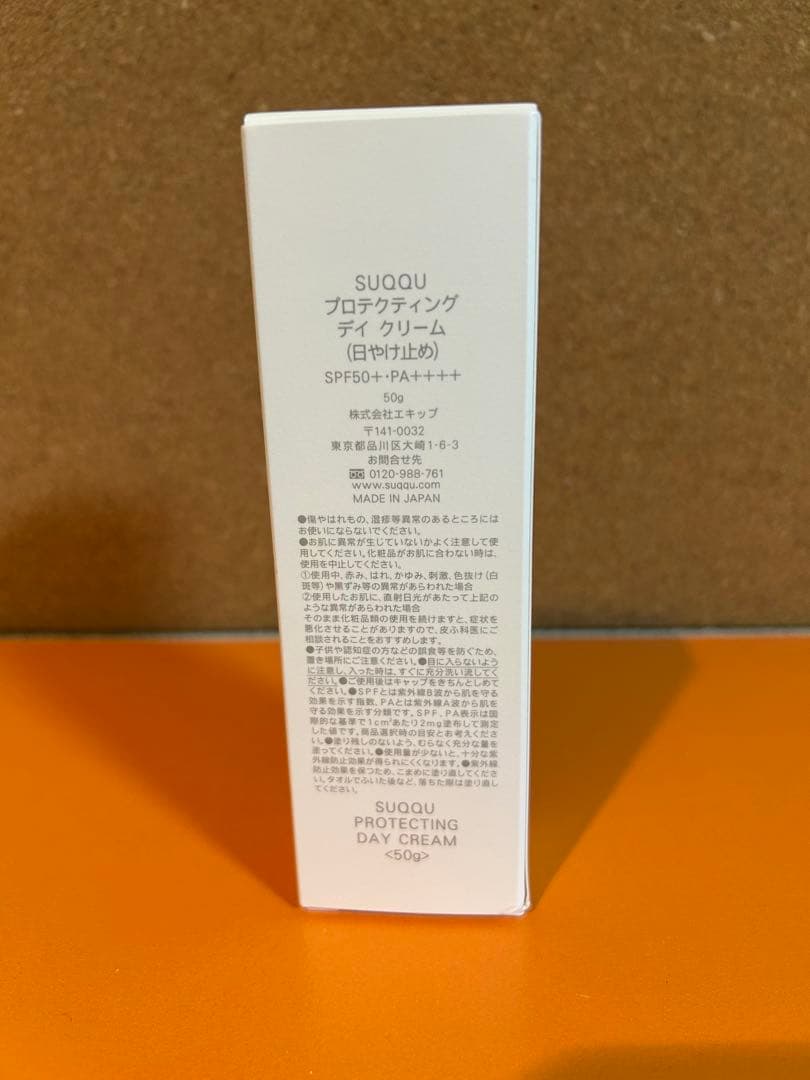 SUQQU
プロテクティング
デイ クリーム
(日やけ止め)
SPF50+・PA++++
50g
株式会社エキップ
〒141-0032
東京都品川区大崎1-6-3
お問合せ先
0120-988-761
www.suqqu.com
MADE IN JAPAN
●傷やはれもの、湿疹等異常のあるところには
お使いにならないでください。
●お肌に異常が生じていないかよく注意して使
用してください。化粧品がお肌に合わない時は、
使用を中止してください。
①使用中、赤み、はれ、かゆみ、刺激、色抜け(白
斑等)や黒ずみ等の異常があらわれた場合
②使用したお肌に、直射日光があたって上記の
ような異常があらわれた場合
そのまま化粧品類の使用を続けますと、症状を
悪化させることがありますので、皮ふ科医にご
相談されることをおすすめします。
●子供や認知症の方などの誤食等を防ぐため、
置き場所にご注意ください。●目に入らないよう
に注意し、入った時は、すぐに充分洗い流してく
ださい。●ご使用後はキャップをきちんとしめて
ください。●SPFとは紫外線B波から肌を守る
効果を示す指数、PAとは紫外線A波から肌を守
る効果を示す分類です。SPF、PA表示は国
際的な基準で1cm²あたり2mg塗布して測定
した値です。商品選択時の目安とお考えくださ
い。●塗り残しのないよう、むらなく充分な量を
塗ってください。●使用量が少ないと、十分な紫
外線防止効果が得られにくくなります。●紫外線
防止効果を保つため、こまめに塗り直してくださ
い。タオルでふいた後など、落ちた際は塗り直し
てください。
SUQQU
PROTECTING
DAY CREAM
<50g>